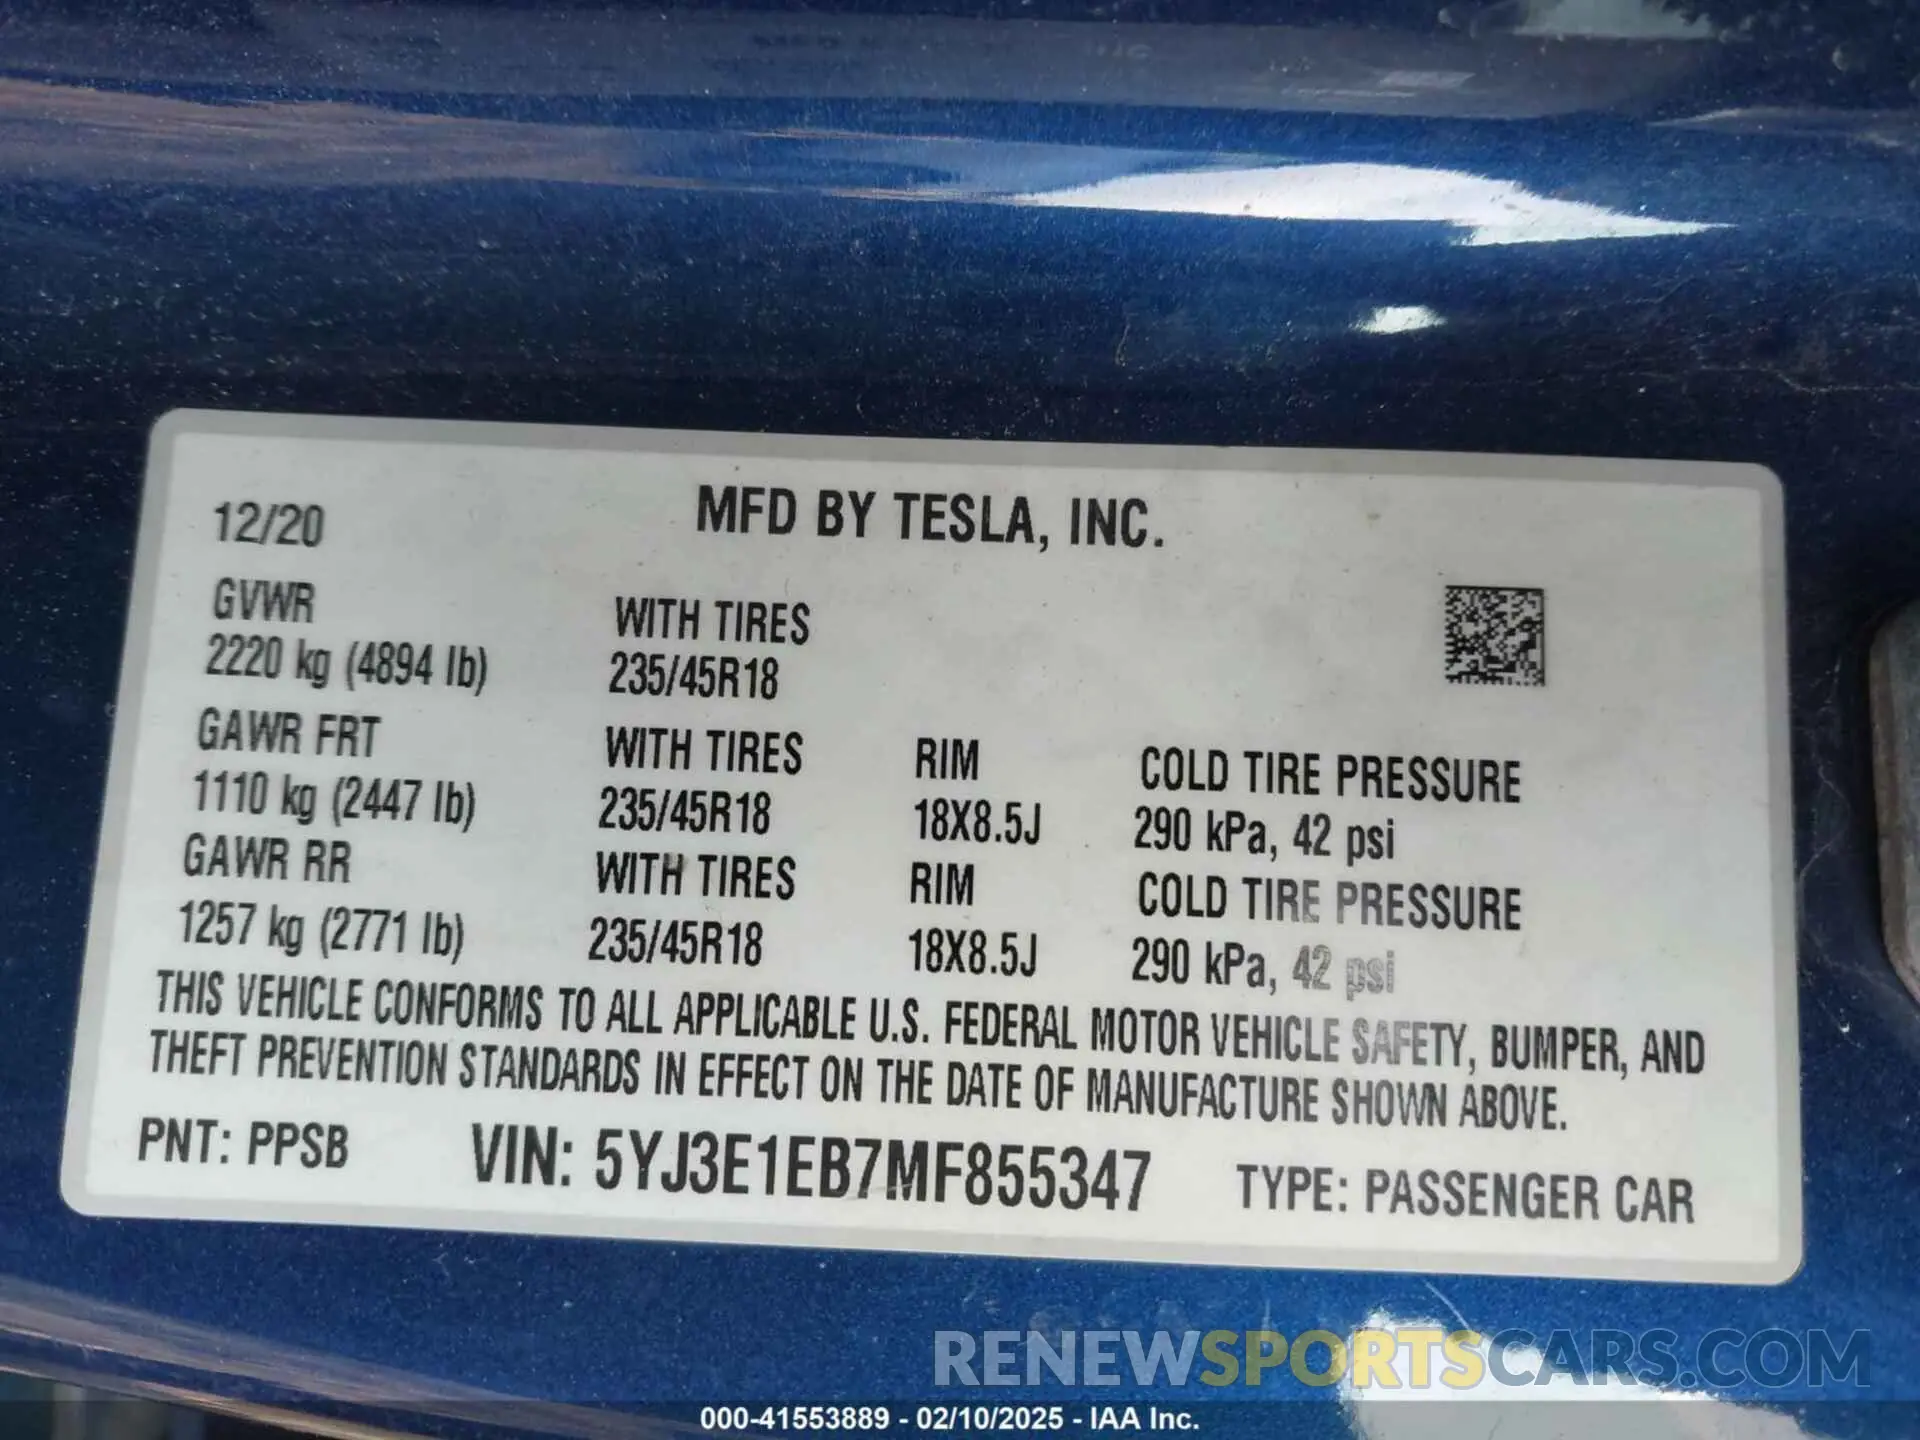 12/20
MFD BY TESLA, INC.
GVWR
2220 kg (4894 lb)
WITH TIRES
235/45R18
GAWR FRT
1110 kg (2447 lb)
WITH TIRES
235/45R18
RIM
18X8.5J
COLD TIRE PRESSURE
290 kPa, 42 psi
GAWR RR
1257 kg (2771 lb)
WITH TIRES
235/45R18
RIM
18X8.5J
COLD TIRE PRESSURE
290 kPa, 42 psi
THIS VEHICLE CONFORMS TO ALL APPLICABLE U.S. FEDERAL MOTOR VEHICLE SAFETY, BUMPER, AND
THEFT PREVENTION STANDARDS IN EFFECT ON THE DATE OF MANUFACTURE SHOWN ABOVE.
PNT: PPSB VIN: 5YJ3E1EB7MF855347 TYPE: PASSENGER CAR
RENEWSPORTSCARS.COM
000-41553889 - 02/10/2025 - IAA Inc.